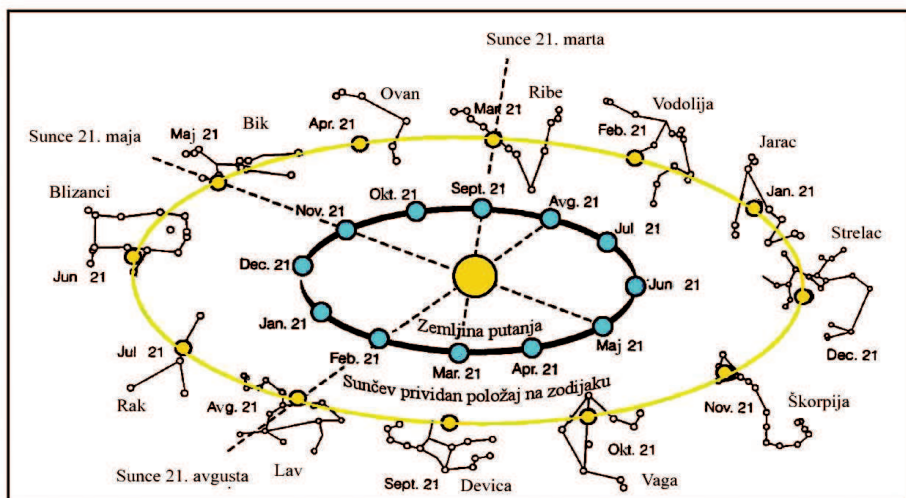 Sunce 21. marta
Ovan
Ribe
Vodolija
Mar. 21
Apr. 21
Feb. 21
Sunce 21. maja
Maj 21
Bik
Jarac
Blizanci
Jan. 21
Okt. 21
Sept. 21
Avg. 21
Nov. 21
Jul 21
Strelac
Dec. 21
Jun 21
Jun 21
Jan. 21
Zemljina putanja
Maj 21
Feb. 21
Mar. 21
Apr. 21
Dec. 21
Jul 21
Sunčev prividan položaj na zodijaku
Rak
Avg. 21
Nov. 21
Škorpija
Okt. 21
Sunce 21. avgusta
Lav
Sept. 21
Devica
Vaga